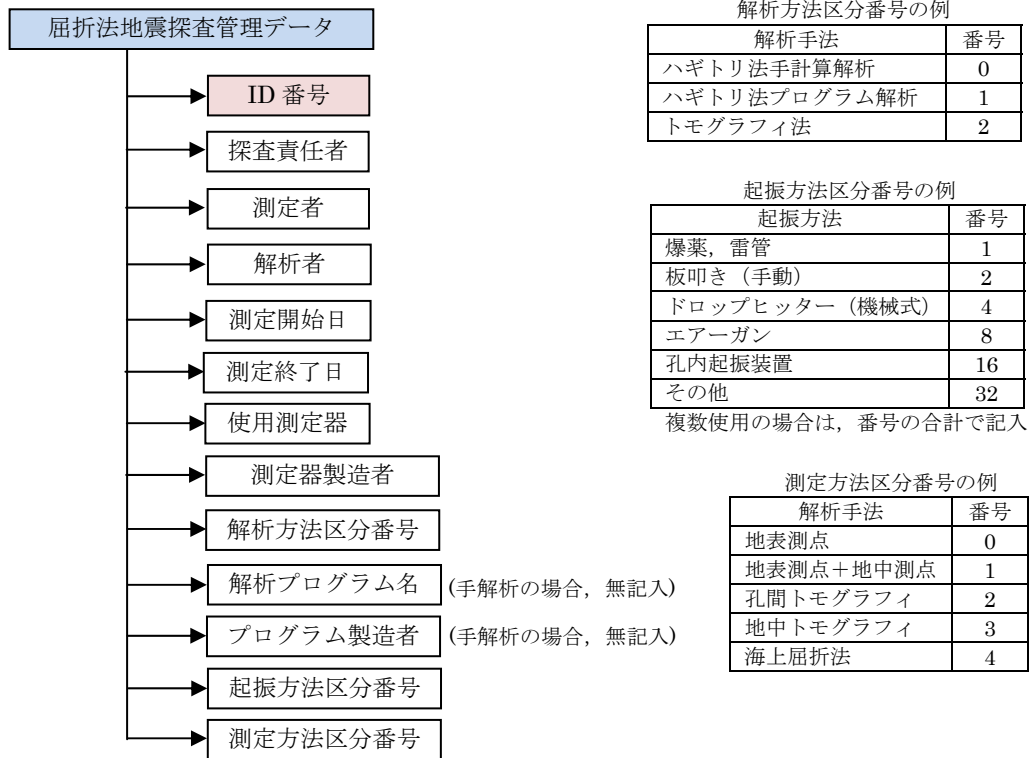 屈折法地震探査管理データ
ID 番号
探査責任者
測定者
解析者
測定開始日
測定終了日
使用測定器
測定器製造者
解析方法区分番号
解析プログラム名 (手解析の場合，無記入)
プログラム製造者 (手解析の場合，無記入)
起振方法区分番号
測定方法区分番号
解析方法区分番号の例
解析手法 番号
ハギトリ法手計算解析 0
ハギトリ法プログラム解析 1
トモグラフィ法 2
起振方法区分番号の例
起振方法 番号
爆薬，雷管 1
板叩き（手動） 2
ドロップヒッター（機械式） 4
エアーガン 8
孔内起振装置 16
その他 32
複数使用の場合は，番号の合計で記入
測定方法区分番号の例
解析手法 番号
地表測点 0
地表測点＋地中測点 1
孔間トモグラフィ 2
地中トモグラフィ 3
海上屈折法 4